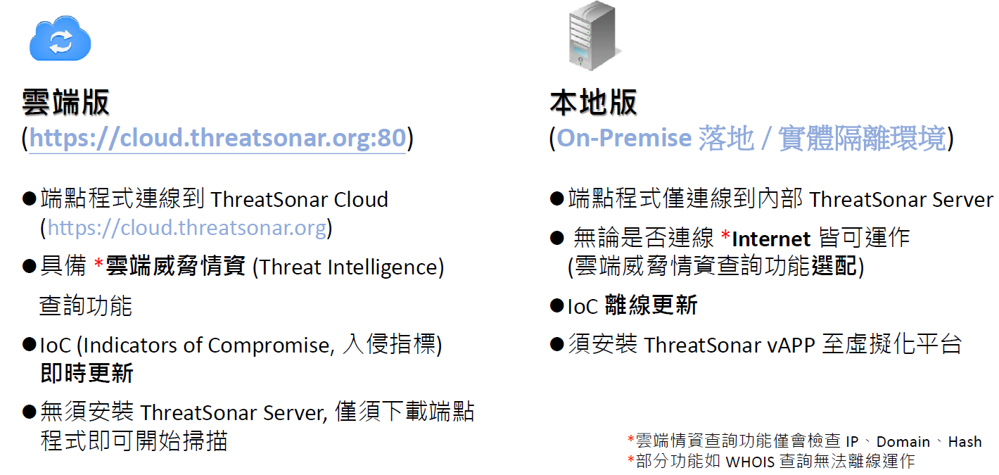 雲端版
(https://cloud.threatsonar.org:80)
●端點程式連線到 ThreatSonar Cloud
(https://cloud.threatsonar.org)
●具備 *雲端威脅情資 (Threat Intelligence)
查詢功能
●IoC (Indicators of Compromise, 入侵指標)
即時更新
●無須安裝 ThreatSonar Server, 僅須下載端點
程式即可開始掃描
本地版
(On-Premise 落地 / 實體隔離環境)
●端點程式僅連線到內部 ThreatSonar Server
● 無論是否連線 *Internet 皆可運作
(雲端威脅情資查詢功能選配)
●IoC 離線更新
●須安裝 ThreatSonar vAPP 至虛擬化平台
*雲端情資查詢功能僅會檢查 IP、Domain、Hash
*部分功能如 WHOIS 查詢無法離線運作